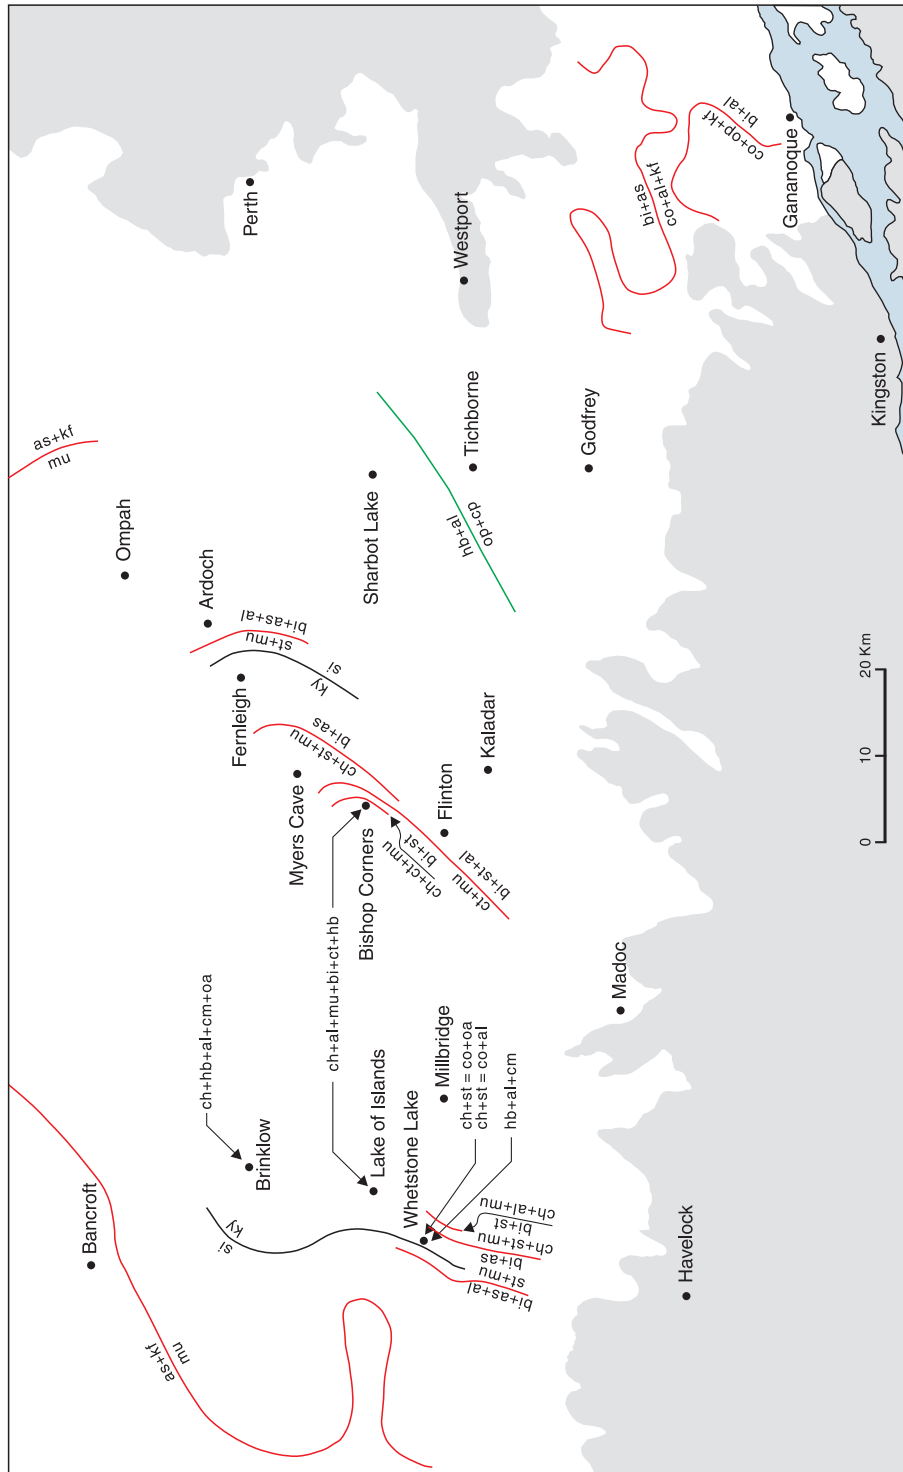 Bancroft
as+kf
mu
ch+hb+al+cm+oa
Brinklow
si
ky
Lake of Islands
Whetstone Lake
Millbridge
ch+al+mu+bi+ct+hb
ch+st = co+oa
ch+st = co+al
hb+al+cm
ch+al+mu
bi+st
ch+st+mu
bi+as
st+mu
bi+as+al
Havelock
Madoc
Ompah
as+kf
mu
Ardoch
bi+as+al
st+mu
si
ky
Fernleigh
bi+as
ch+st+mu
Myers Cave
Bishop Corners
Flinton
Kaladar
bi+st
ch+ct+mu
bi+st+al
ct+mu
Sharbot Lake
Tichborne
hb+al
op+cp
Godfrey
Perth
Westport
bi+as
co+al+kf
bi+al
co+op+kf
Gananoque
Kingston
0
10
20 Km